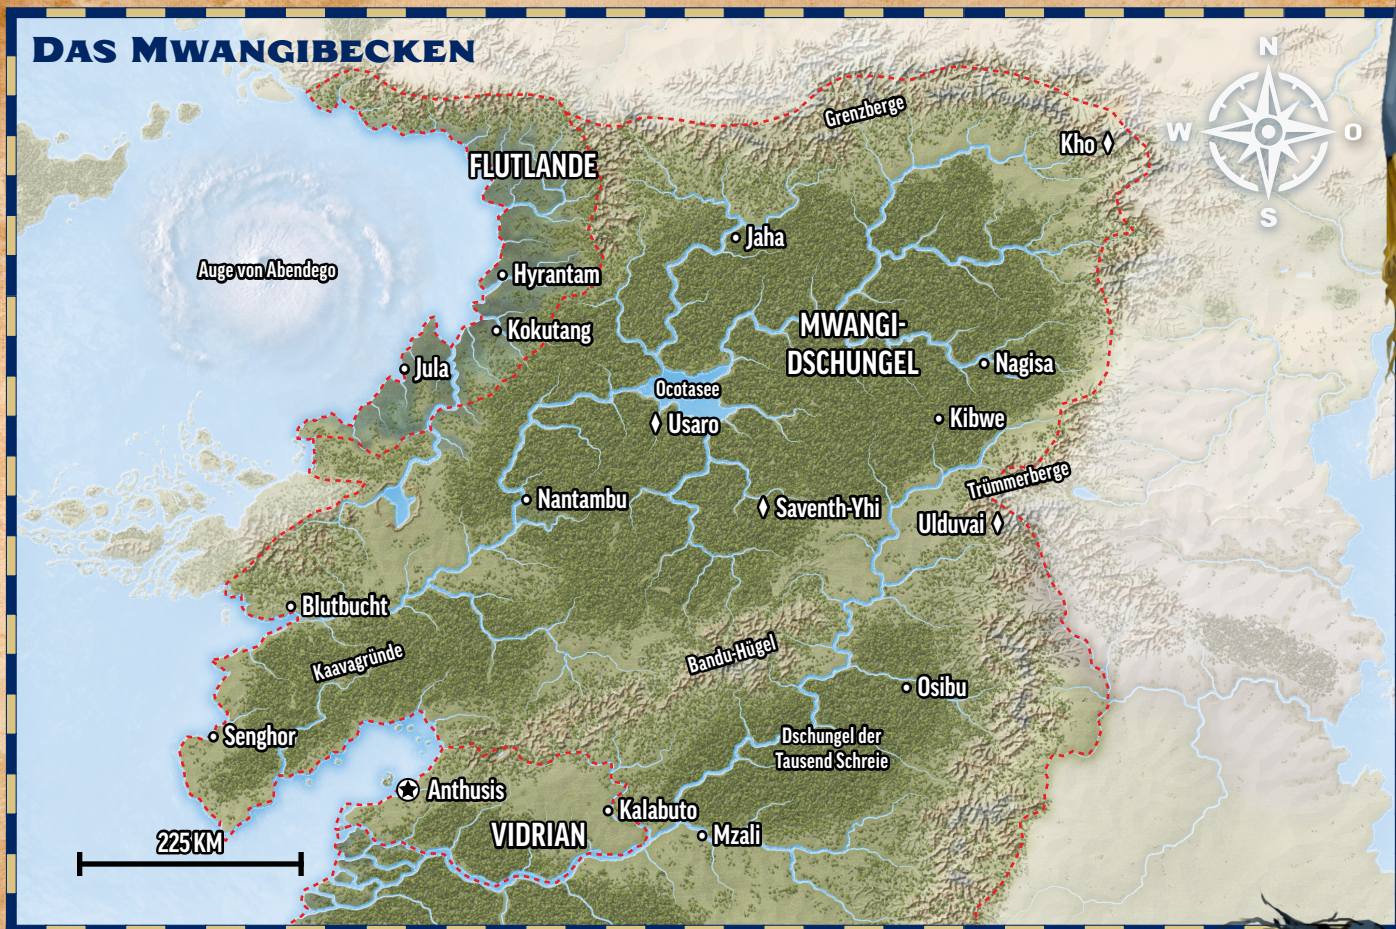 DAS MWANGIBECKEN
N
W
O
S
Grenzberge
Kho
FLUTLANDE
Jaha
Auge von Abendego
Hyrantam
Kokutang
MWANGI-
DSCHUNGEL
Jula
Nagisa
Ocotasee
Usaro
Kibwe
Trümmerberge
Nantambu
Saventh-Yhi
Ulduvai
Blutbucht
Kaavagründe
Bandu-Hügel
Osibu
Senghor
Dschungel der
Tausend Schreie
Anthusis
Kalabuto
VIDRIAN
Mzali
225 KM